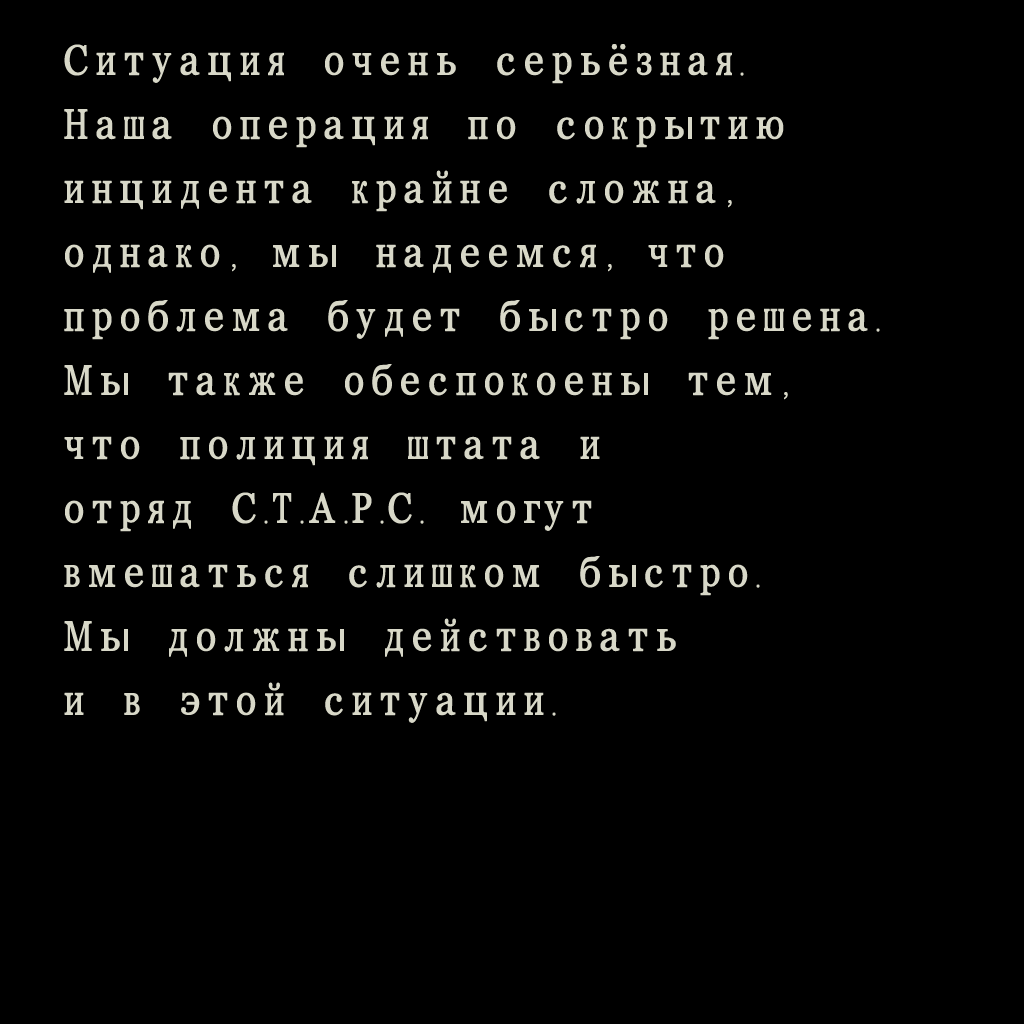 Ситуация очень серьёзная.
Наша операция по сокрытию
инцидента крайне сложна,
однако, мы надеемся, что
проблема будет быстро решена.
Мы также обеспокоены тем,
что полиция штата и
отряд С.Т.А.Р.С. могут
вмешаться слишком быстро.
Мы должны действовать
и в этой ситуации.